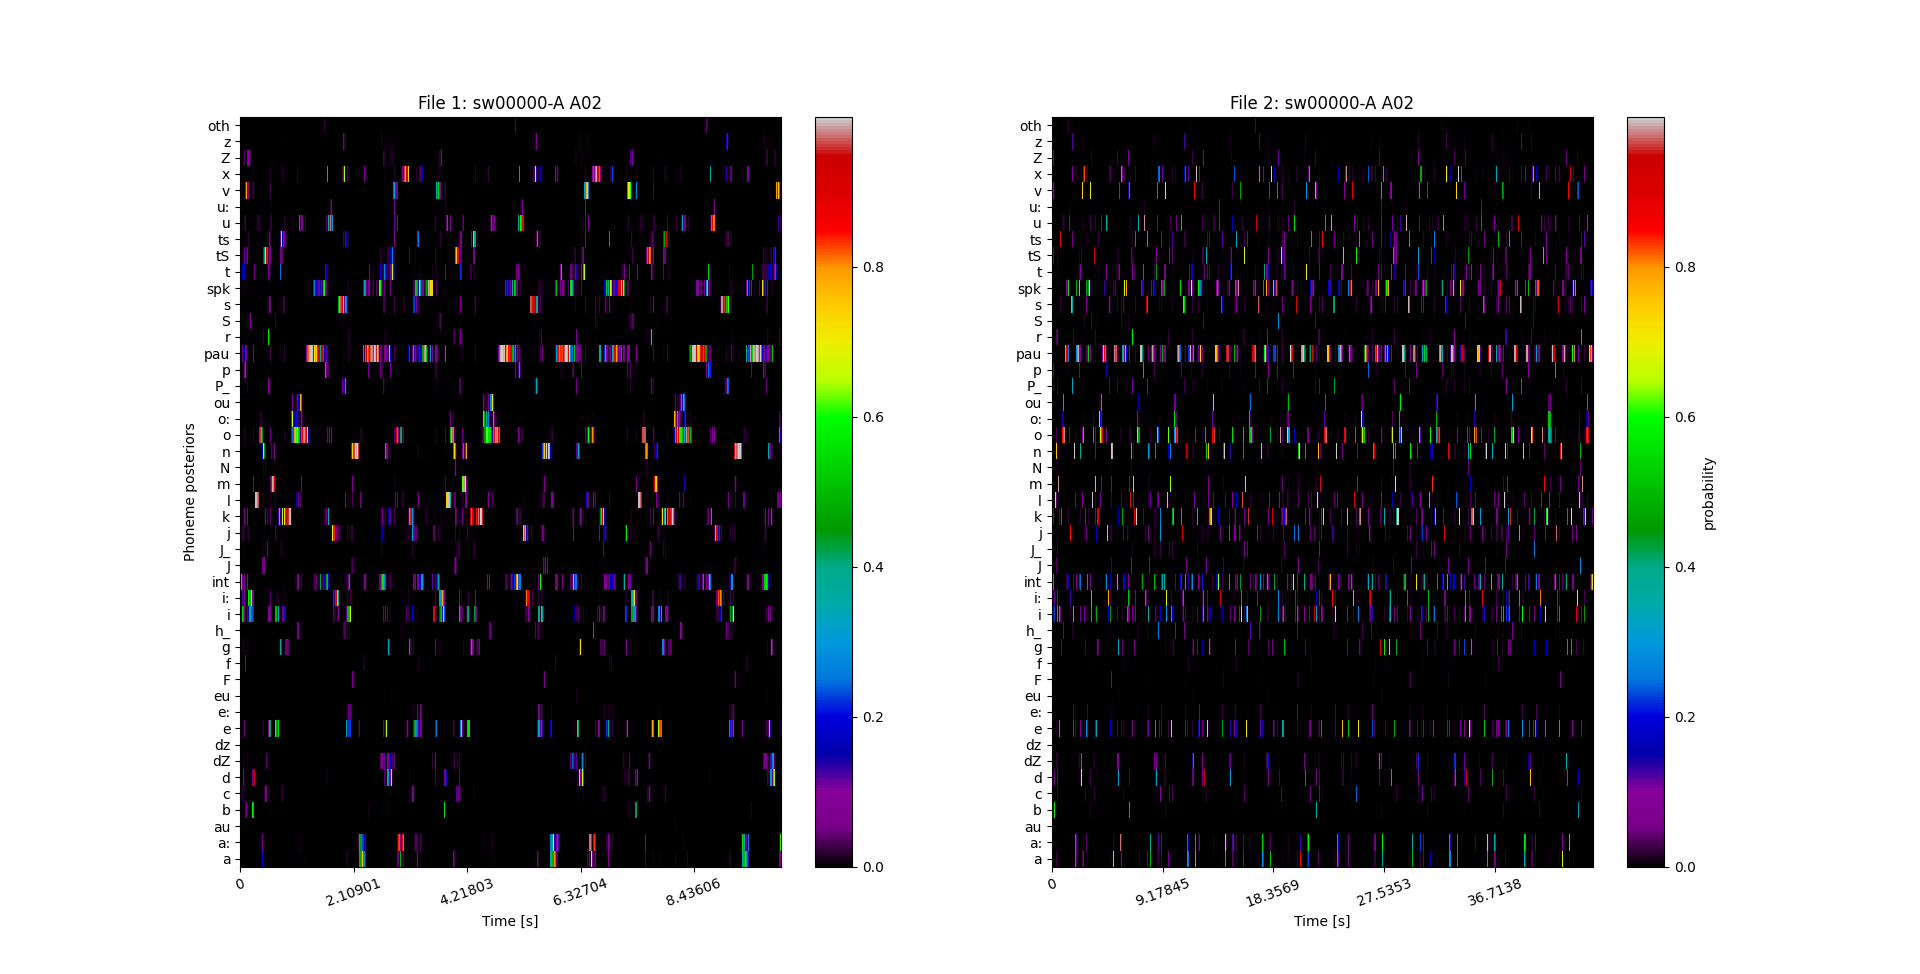 File 1: sw00000-A A02
Phoneme posteriors
oth
z
Z
x
v
u:
u
ts
tS
t
spk
s
S
r
pau
p
P_
ou
o:
o
n
N
m
l
k
j
J_
J
int
i:
i
h_
g
f
F
eu
e:
e
dz
dZ
d
c
b
au
a:
a
0
2.10901
4.21803
6.32704
8.43606
Time [s]
0.8
0.6
0.4
0.2
0.0
File 2: sw00000-A A02
oth
z
Z
x
v
u:
u
ts
tS
t
spk
s
S
r
pau
p
P_
ou
o:
o
n
N
m
l
k
j
J_
J
int
i:
i
h_
g
f
F
eu
e:
e
dz
dZ
d
c
b
au
a:
a
0
9.17845
18.3569
27.5353
36.7138
Time [s]
0.8
0.6
0.4
0.2
0.0
probability